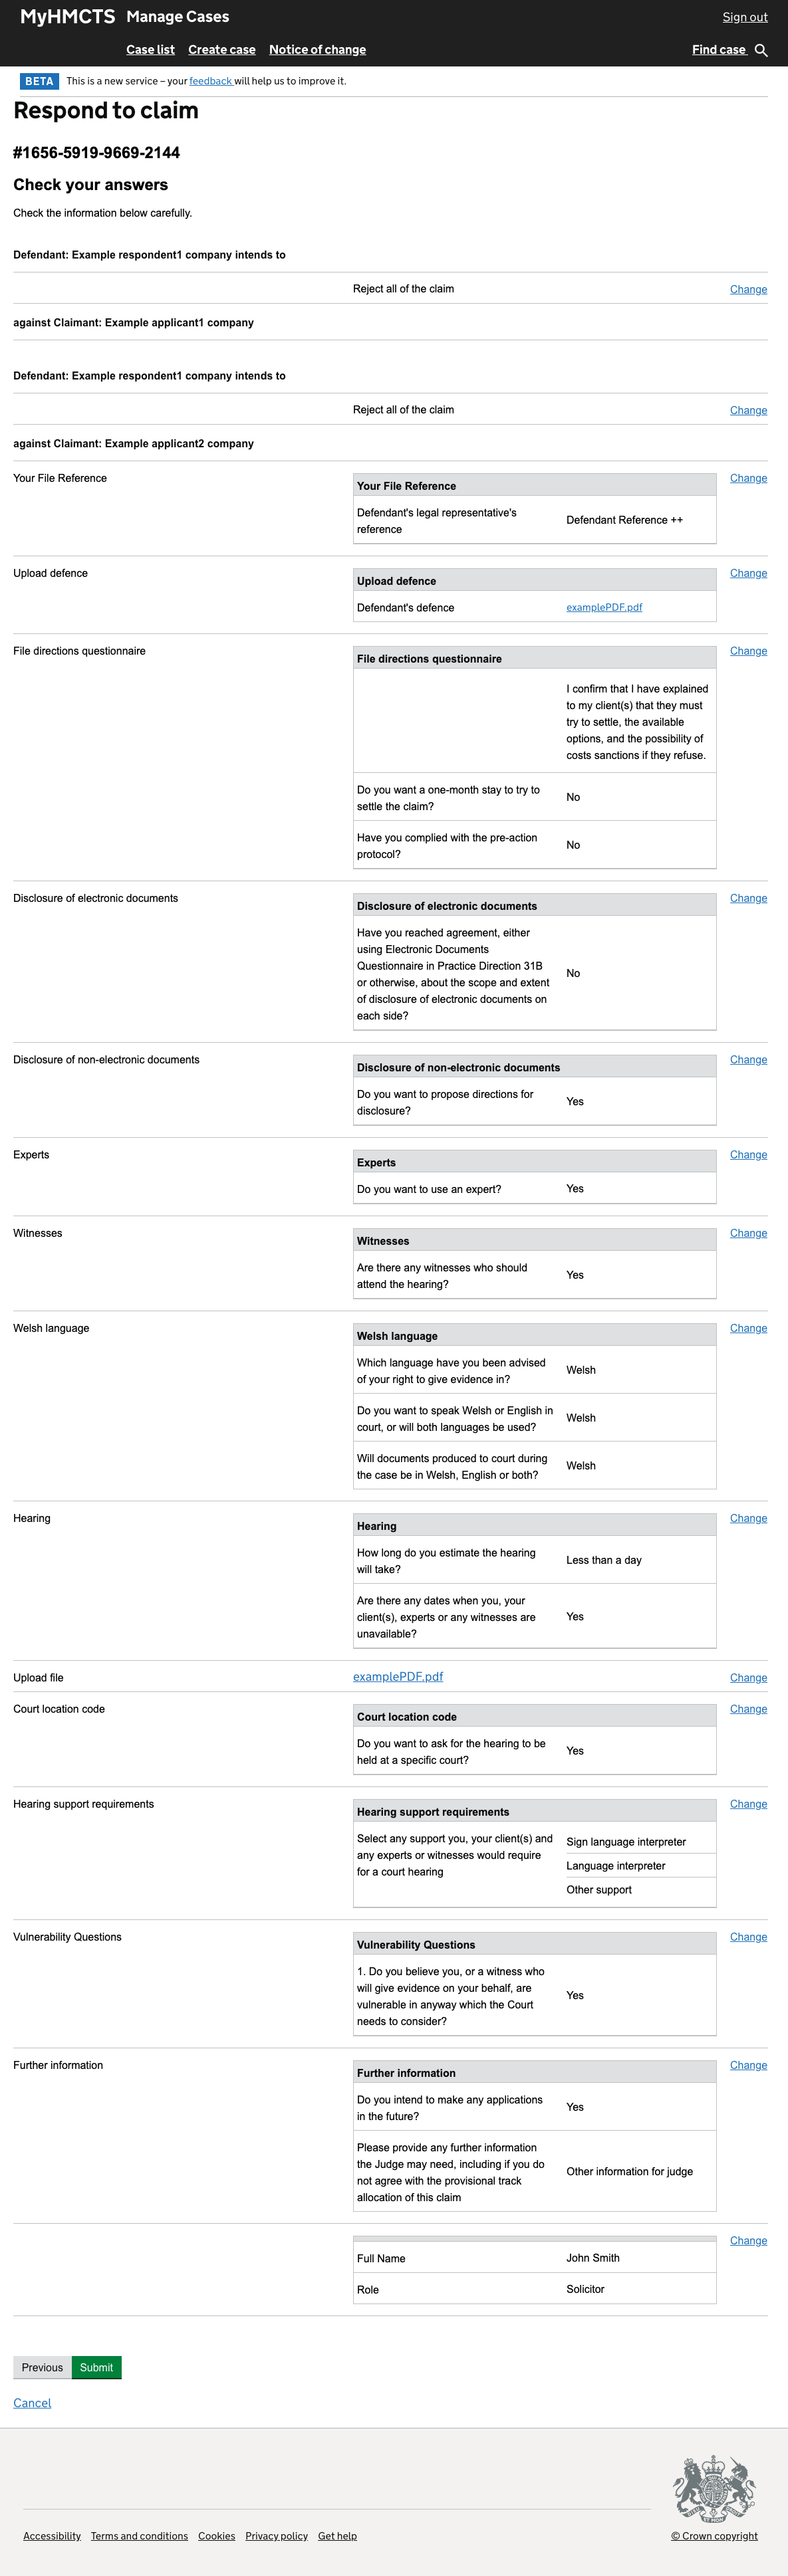 MyHMCTS Manage Cases Sign out
Case list Create case Notice of change Find case
BETA This is a new service – your feedback will help us to improve it.
Respond to claim
#1656-5919-9669-2144
Check your answers
Check the information below carefully.
Defendant: Example respondent1 company intends to
Reject all of the claim Change
against Claimant: Example applicant1 company
Defendant: Example respondent1 company intends to
Reject all of the claim Change
against Claimant: Example applicant2 company
Your File Reference Change
Your File Reference
Defendant's legal representative's
reference
Defendant Reference ++
Upload defence Change
Upload defence
Defendant's defence examplePDF.pdf
File directions questionnaire Change
File directions questionnaire
I confirm that I have explained
to my client(s) that they must
try to settle, the available
options, and the possibility of
costs sanctions if they refuse.
Do you want a one-month stay to try to
settle the claim?
No
Have you complied with the pre-action
protocol?
No
Disclosure of electronic documents Change
Disclosure of electronic documents
Have you reached agreement, either
using Electronic Documents
Questionnaire in Practice Direction 31B
or otherwise, about the scope and extent
of disclosure of electronic documents on
each side?
No
Disclosure of non-electronic documents Change
Disclosure of non-electronic documents
Do you want to propose directions for
disclosure?
Yes
Experts Change
Experts
Do you want to use an expert? Yes
Witnesses Change
Witnesses
Are there any witnesses who should
attend the hearing?
Yes
Welsh language Change
Welsh language
Which language have you been advised
of your right to give evidence in?
Welsh
Do you want to speak Welsh or English in
court, or will both languages be used?
Welsh
Will documents produced to court during
the case be in Welsh, English or both?
Welsh
Hearing Change
Hearing
How long do you estimate the hearing
will take?
Less than a day
Are there any dates when you, your
client(s), experts or any witnesses are
unavailable?
Yes
Upload file examplePDF.pdf Change
Court location code Change
Court location code
Do you want to ask for the hearing to be
held at a specific court?
Yes
Hearing support requirements Change
Hearing support requirements
Select any support you, your client(s) and
any experts or witnesses would require
for a court hearing
Sign language interpreter
Language interpreter
Other support
Vulnerability Questions Change
Vulnerability Questions
1. Do you believe you, or a witness who
will give evidence on your behalf, are
vulnerable in anyway which the Court
needs to consider?
Yes
Further information Change
Further information
Do you intend to make any applications
in the future?
Yes
Please provide any further information
the Judge may need, including if you do
not agree with the provisional track
allocation of this claim
Other information for judge
Change
Full Name John Smith
Role Solicitor
Previous Submit
Cancel
Accessibility Terms and conditions Cookies Privacy policy Get help © Crown copyright